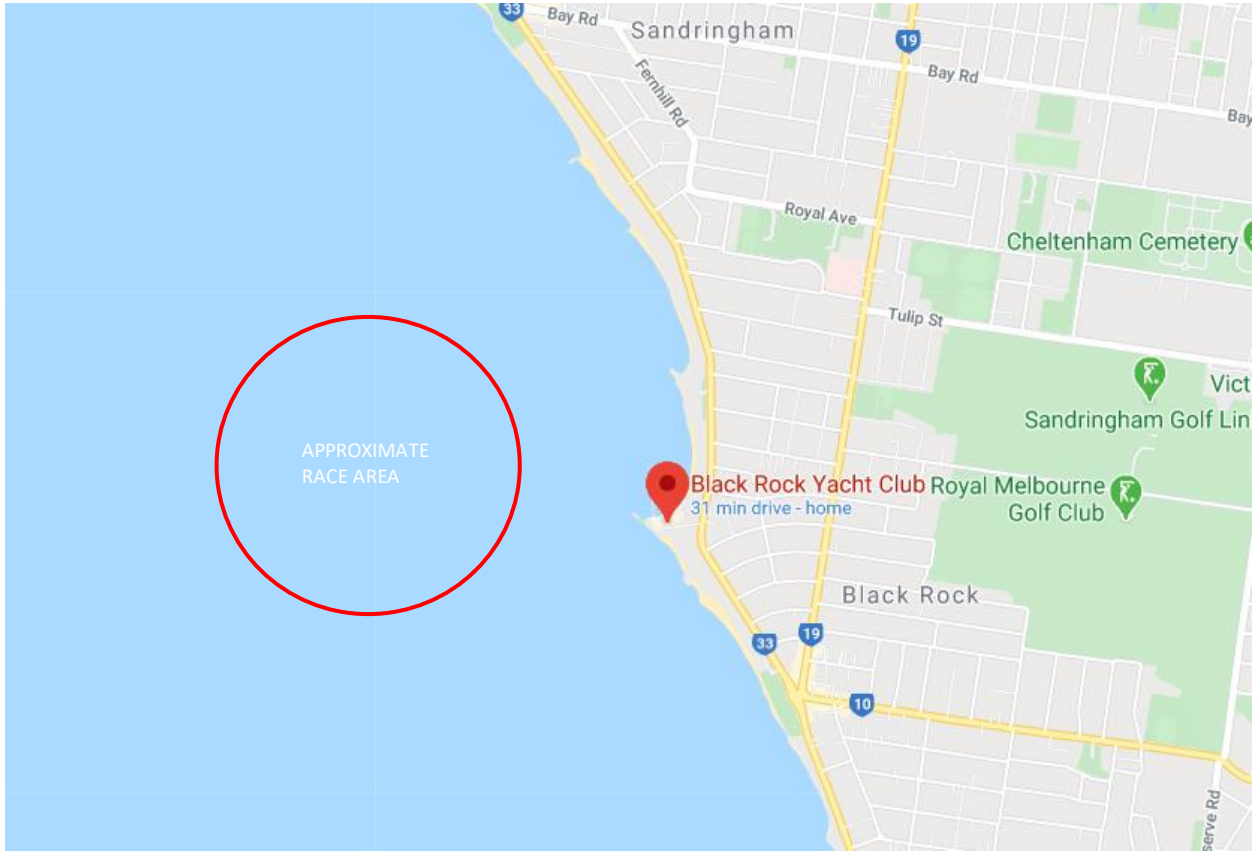 33
Bay Rd
Sandringham
19
Bay Rd
Bay
Fernhill Rd
Royal Ave
Cheltenham Cemetery
Tulip St
Vict
Sandringham Golf Lin
APPROXIMATE
RACE AREA
Black Rock Yacht Club
31 min drive - home
Royal Melbourne
Golf Club
Black Rock
33
19
10
serve Rd